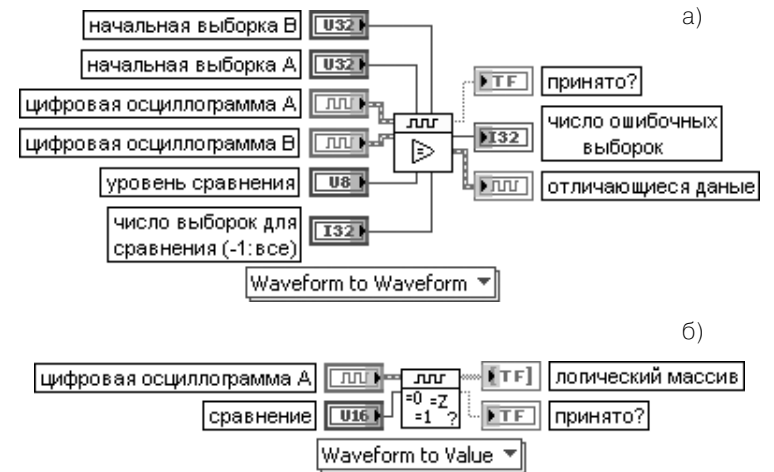 а)
начальная выборка B
U32
начальная выборка A
U32
цифровая осциллограмма A
цифровая осциллограмма B
уровень сравнения
U8
число выборок для
сравнения (-1:все)
I32
TF
принято?
I32
число ошибочных
выборок
отличающиеся даные
Waveform to Waveform
б)
цифровая осциллограмма A
сравнение
U16
=0 =Z
=1 ?
TF]
логический массив
TF
принято?
Waveform to Value